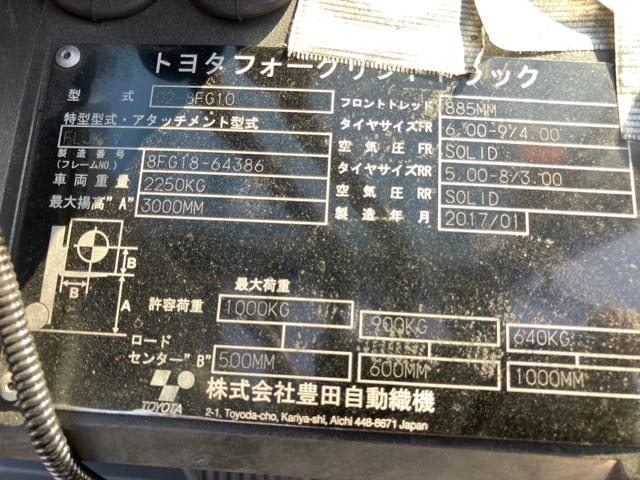 トヨタフォークリフトトラック
型式 02-8FG10
特型型式・アタッチメント型式
製造番号 (フレームNO.) 8FG18-64386
車両重量 2250KG
最大揚高"A" 3000MM
フロントトレッド 885MM
タイヤサイズFR 6.00-9/4.00
空気圧FR SOLID
タイヤサイズRR 5.00-8/3.00
空気圧RR SOLID
製造年月 2017/01
B
B
A
最大荷重
許容荷重 1000KG 900KG 640KG
ロード
センター"B" 500MM 600MM 1000MM
TOYOTA
株式会社豊田自動織機
2-1, Toyoda-cho, Kariya-shi, Aichi 448-8671 Japan